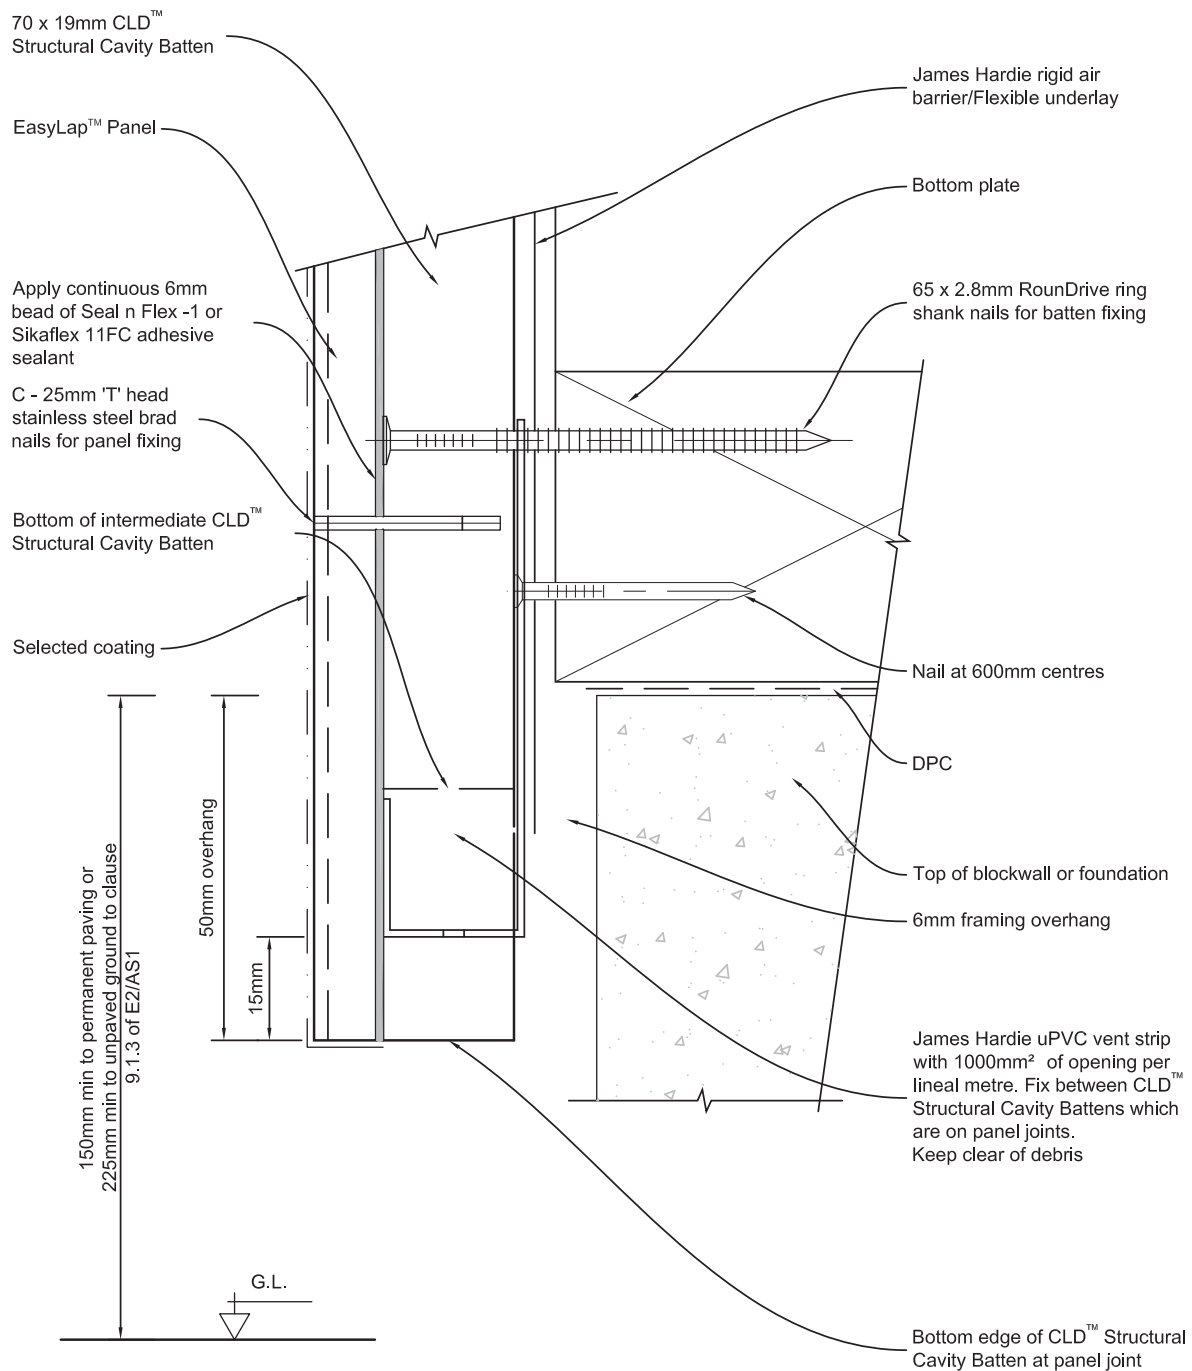 70 x 19mm CLD™
Structural Cavity Batten
EasyLap™ Panel
Apply continuous 6mm
bead of Seal n Flex -1 or
Sikaflex 11FC adhesive
sealant
C - 25mm 'T' head
stainless steel brad
nails for panel fixing
Bottom of intermediate CLD™
Structural Cavity Batten
Selected coating
150mm min to permanent paving or
225mm min to unpaved ground to clause
9.1.3 of E2/AS1
50mm overhang
15mm
G.L.
James Hardie rigid air
barrier/Flexible underlay
Bottom plate
65 x 2.8mm RounDrive ring
shank nails for batten fixing
Nail at 600mm centres
DPC
Top of blockwall or foundation
6mm framing overhang
James Hardie uPVC vent strip
with 1000mm² of opening per
lineal metre. Fix between CLD™
Structural Cavity Battens which
are on panel joints.
Keep clear of debris
Bottom edge of CLD™ Structural
Cavity Batten at panel joint